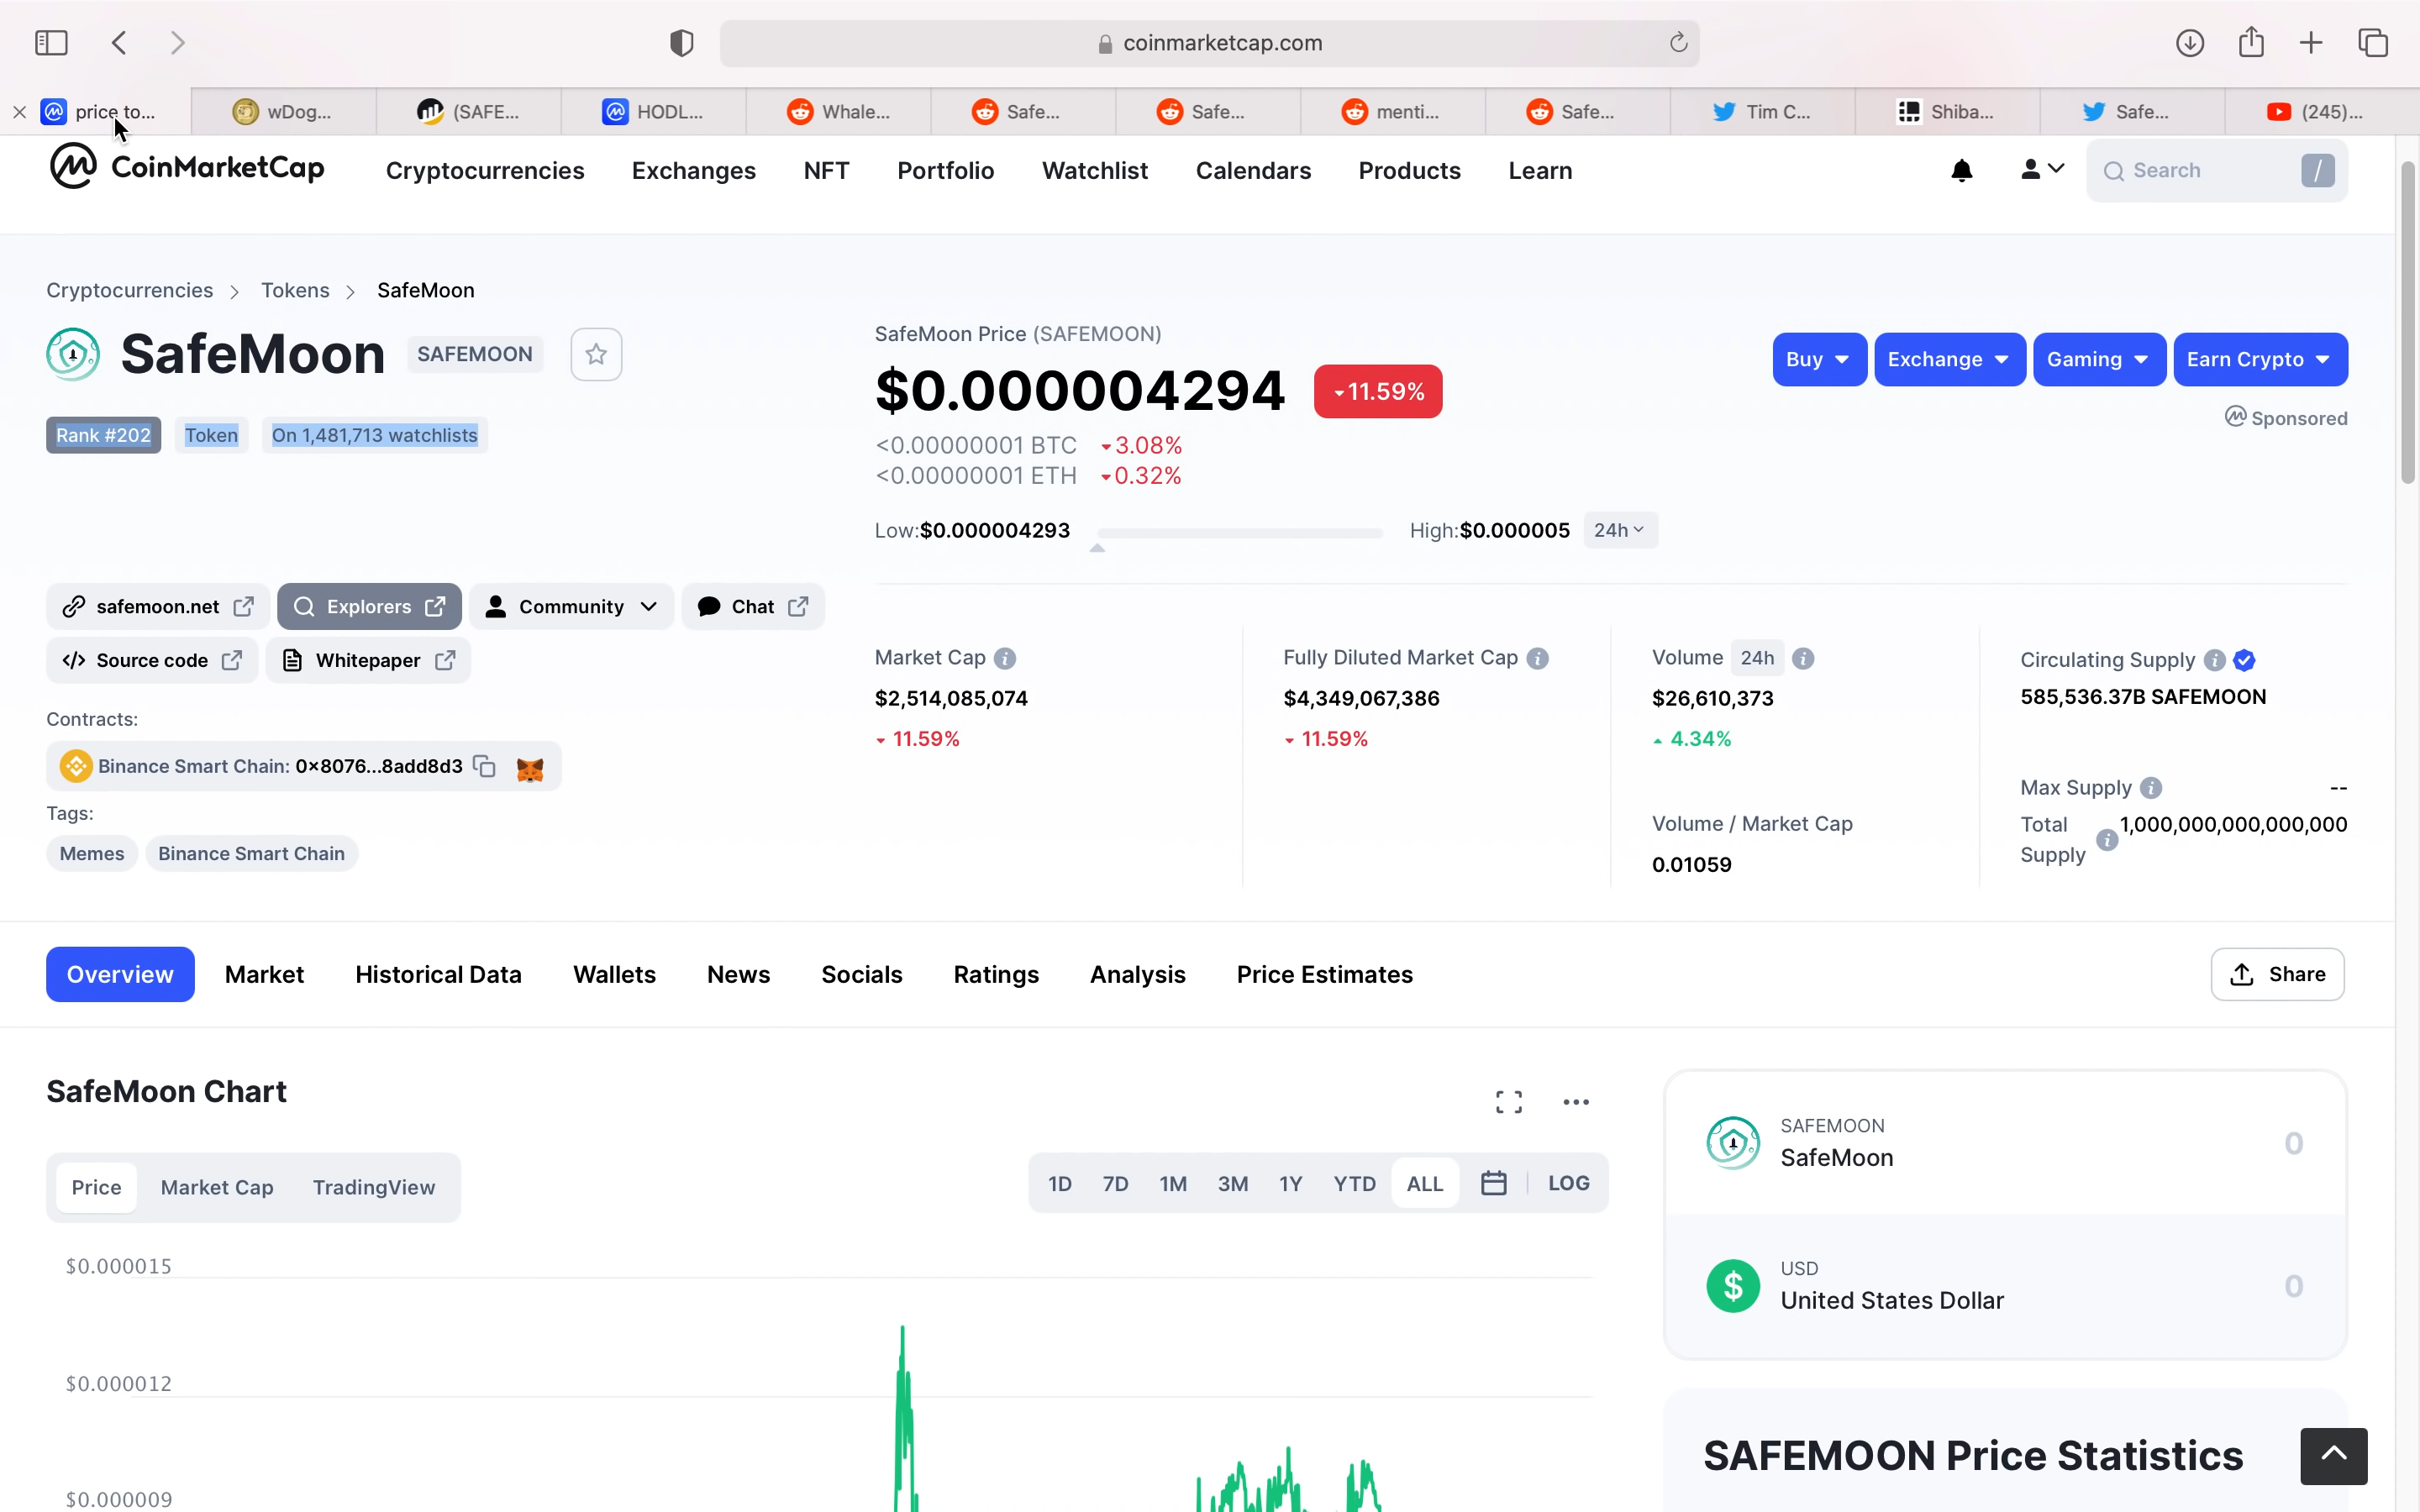 coinmarketcap.com
price to...
wDog...
(SAFE...
HODL...
Whale...
Safe...
Safe...
menti...
Safe...
Tim C...
Shiba...
Safe...
(245)...
CoinMarketCap
Cryptocurrencies
Exchanges
NFT
Portfolio
Watchlist
Calendars
Products
Learn
Search
/
Cryptocurrencies > Tokens > SafeMoon
SafeMoon SAFEMOON
Rank #202 Token On 1,481,713 watchlists
SafeMoon Price (SAFEMOON)
$0.000004294 11.59%
<0.00000001 BTC 3.08%
<0.00000001 ETH 0.32%
Low:$0.000004293 High:$0.000005 24h
Buy
Exchange
Gaming
Earn Crypto
Sponsored
safemoon.net
Explorers
Community
Chat
Source code
Whitepaper
Contracts:
Binance Smart Chain: 0x8076...8add8d3
Tags:
Memes
Binance Smart Chain
Market Cap
$2,514,085,074
11.59%
Fully Diluted Market Cap
$4,349,067,386
11.59%
Volume 24h
$26,610,373
4.34%
Volume / Market Cap
0.01059
Circulating Supply
585,536.37B SAFEMOON
Max Supply --
Total Supply 1,000,000,000,000,000
Overview
Market
Historical Data
Wallets
News
Socials
Ratings
Analysis
Price Estimates
Share
SafeMoon Chart
Price
Market Cap
TradingView
1D 7D 1M 3M 1Y YTD ALL LOG
$0.000015
$0.000012
$0.000009
SAFEMOON
SafeMoon 0
USD
United States Dollar 0
SAFEMOON Price Statistics